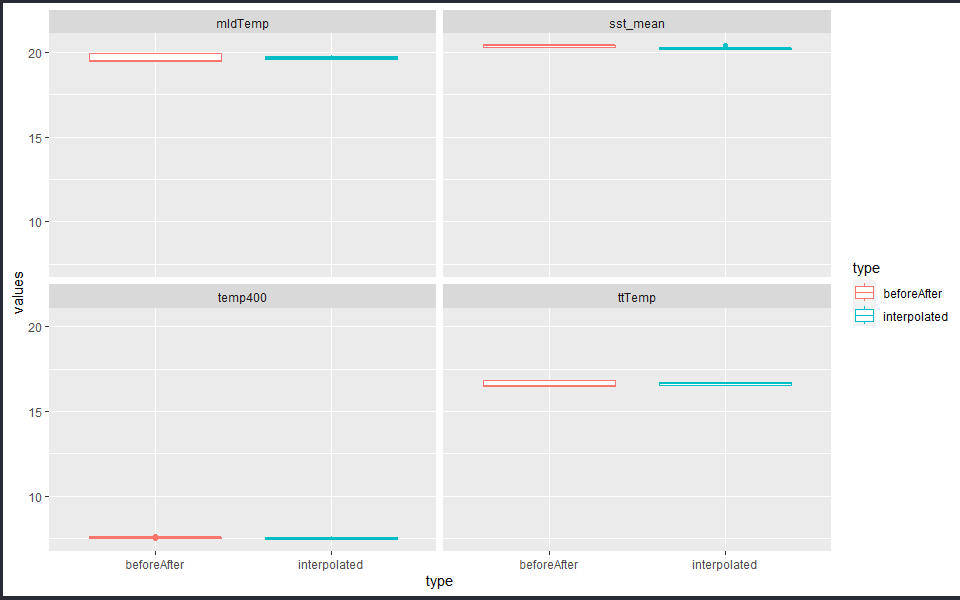 mldTemp
sst_mean
20
15
10
temp400
ttTemp
20
15
10
values
beforeAfter
interpolated
beforeAfter
interpolated
type
type
beforeAfter
interpolated